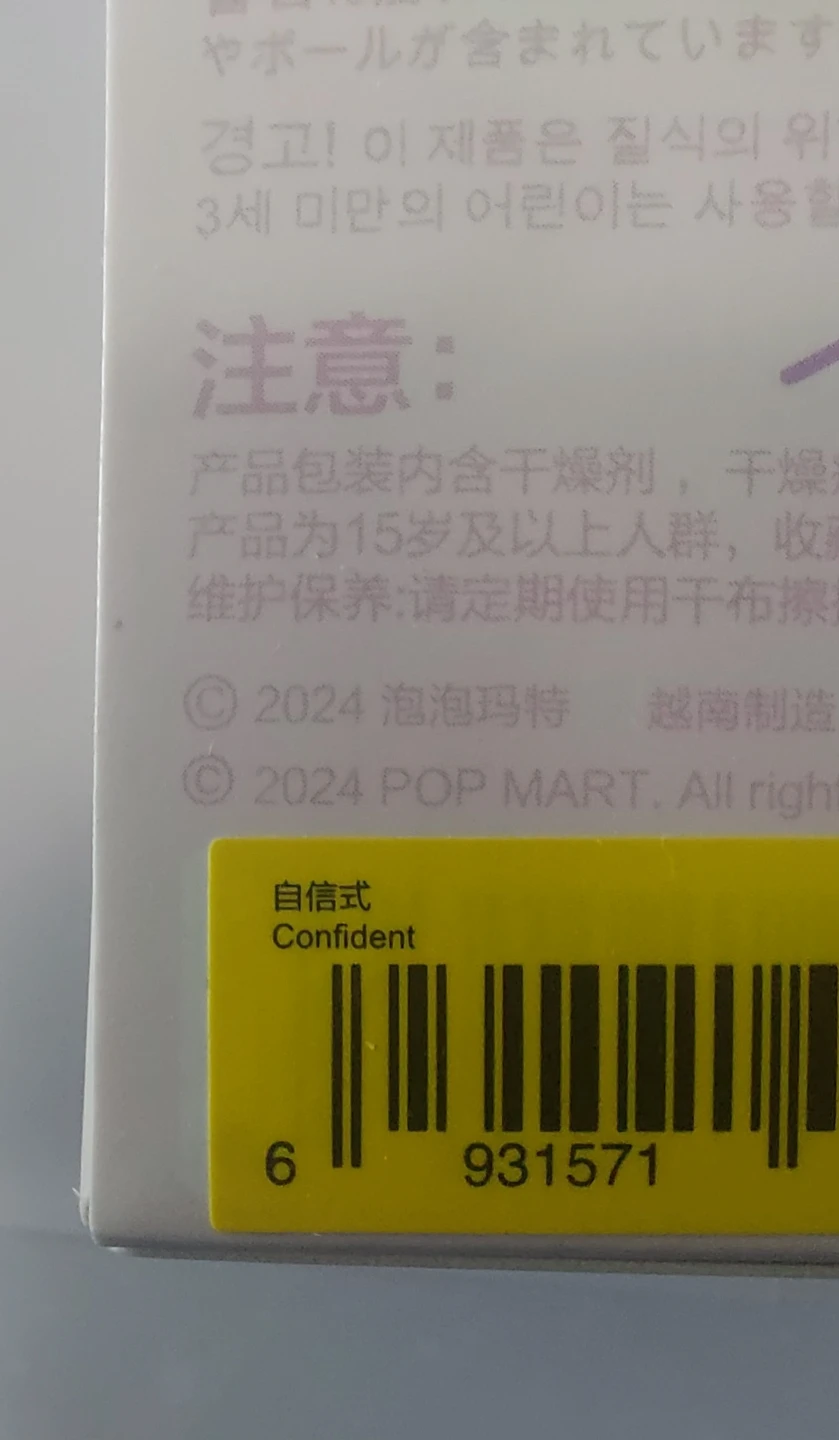 やボールが含まれています
경고! 이 제품은 질식의 위
3세 미만의 어린이는 사용할
注意:
产品包装内含干燥剂，干燥
产品为15岁及以上人群，收
维护保养:请定期使用干布擦
© 2024 泡泡玛特 越南制造
© 2024 POP MART. All right
自信式
Confident
6 931571